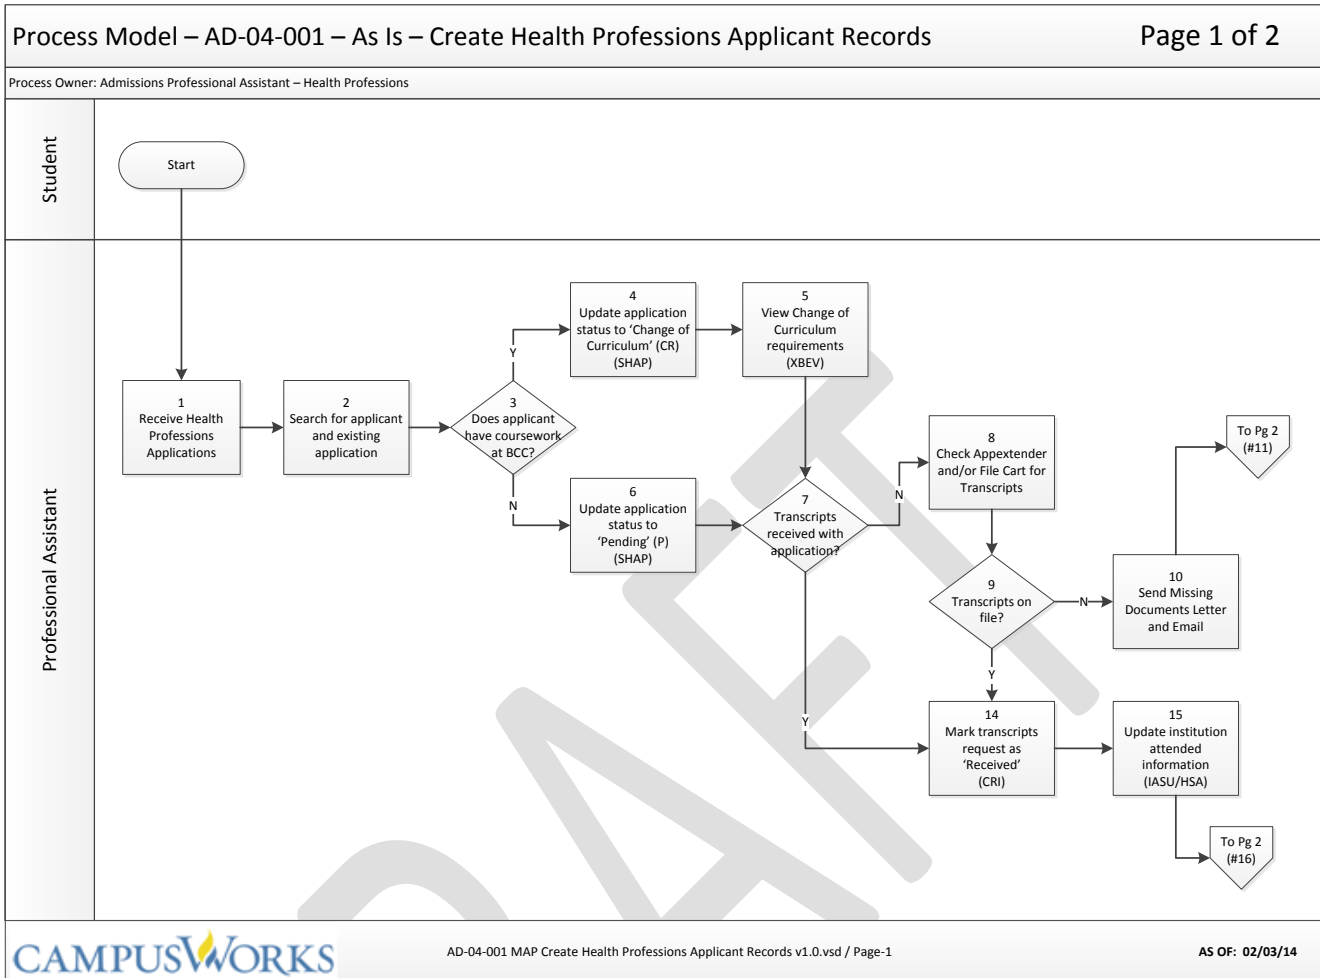 Process Model – AD-04-001 – As Is – Create Health Professions Applicant Records
Page 1 of 2
Process Owner: Admissions Professional Assistant – Health Professions
Student
Start
Professional Assistant
1
Receive Health
Professions
Applications
2
Search for applicant
and existing
application
3
Does applicant
have coursework
at BCC?
Y
N
4
Update application
status to ‘Change of
Curriculum’ (CR)
(SHAP)
5
View Change of
Curriculum
requirements
(XBEV)
6
Update application
status to
‘Pending’ (P)
(SHAP)
7
Transcripts
received with
application?
N
Y
8
Check Appextender
and/or File Cart for
Transcripts
9
Transcripts on
file?
N
Y
10
Send Missing
Documents Letter
and Email
To Pg 2
(#11)
14
Mark transcripts
request as
‘Received’
(CRI)
15
Update institution
attended
information
(IASU/HSA)
To Pg 2
(#16)
DRAFT
CAMPUSWORKS
AD-04-001 MAP Create Health Professions Applicant Records v1.0.vsd / Page-1
AS OF: 02/03/14